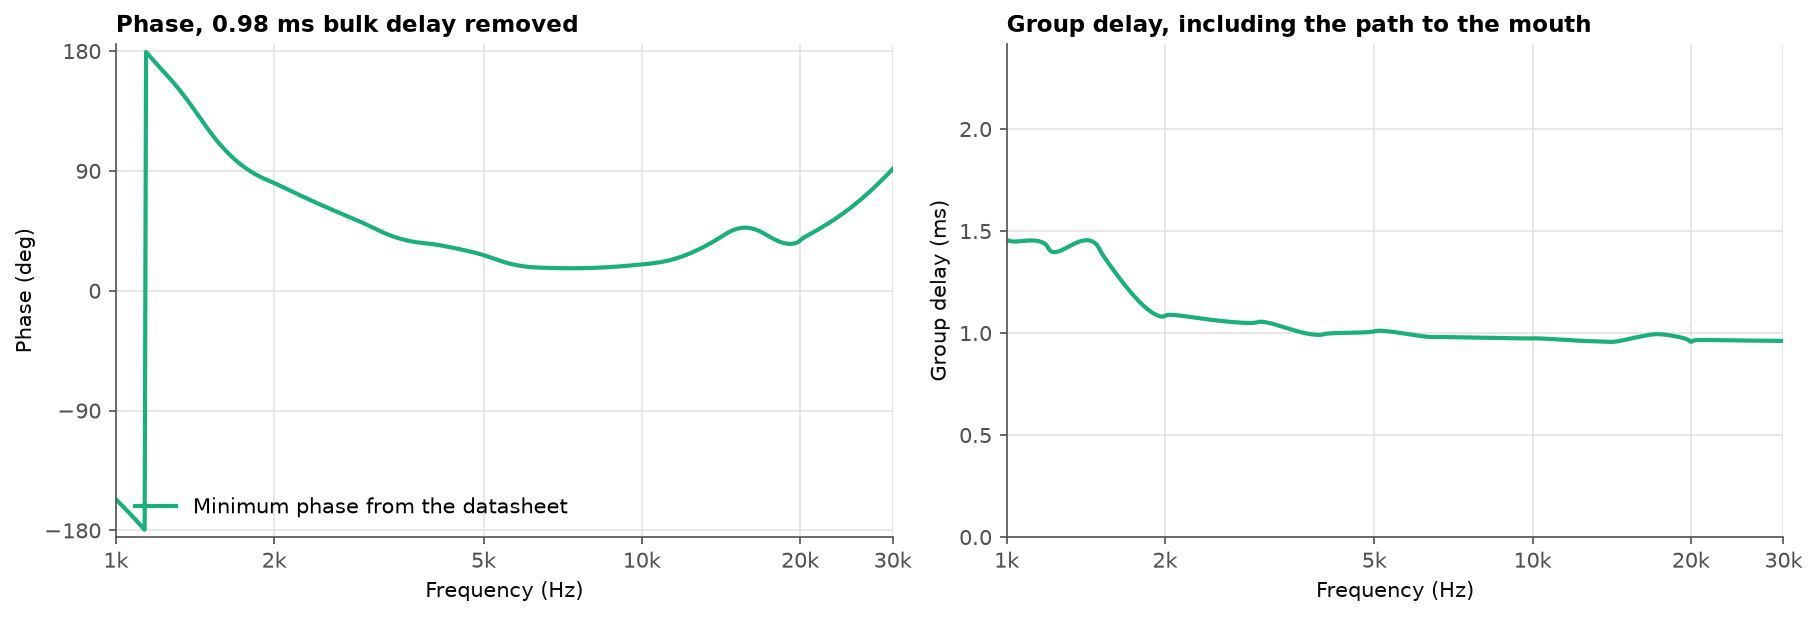 Phase, 0.98 ms bulk delay removed
Phase (deg)
180
90
0
−90
−180
Minimum phase from the datasheet
1k
2k
5k
10k
20k
30k
Frequency (Hz)
Group delay, including the path to the mouth
Group delay (ms)
2.0
1.5
1.0
0.5
0.0
1k
2k
5k
10k
20k
30k
Frequency (Hz)